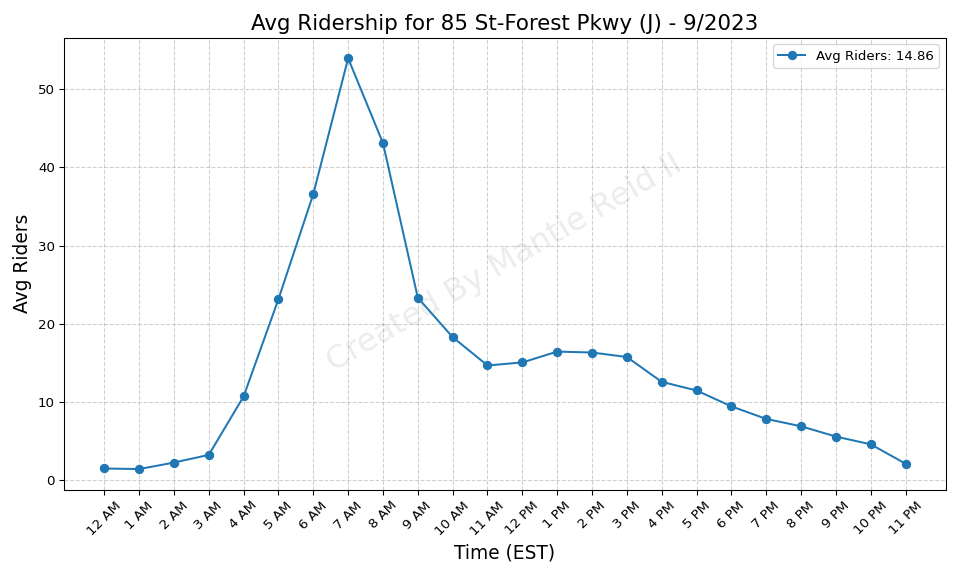 Avg Ridership for 85 St-Forest Pkwy (J) - 9/2023
Avg Riders: 14.86
Avg Riders
50
40
30
20
10
0
Created By Mantie Reid II
12 AM
1 AM
2 AM
3 AM
4 AM
5 AM
6 AM
7 AM
8 AM
9 AM
10 AM
11 AM
12 PM
1 PM
2 PM
3 PM
4 PM
5 PM
6 PM
7 PM
8 PM
9 PM
10 PM
11 PM
Time (EST)